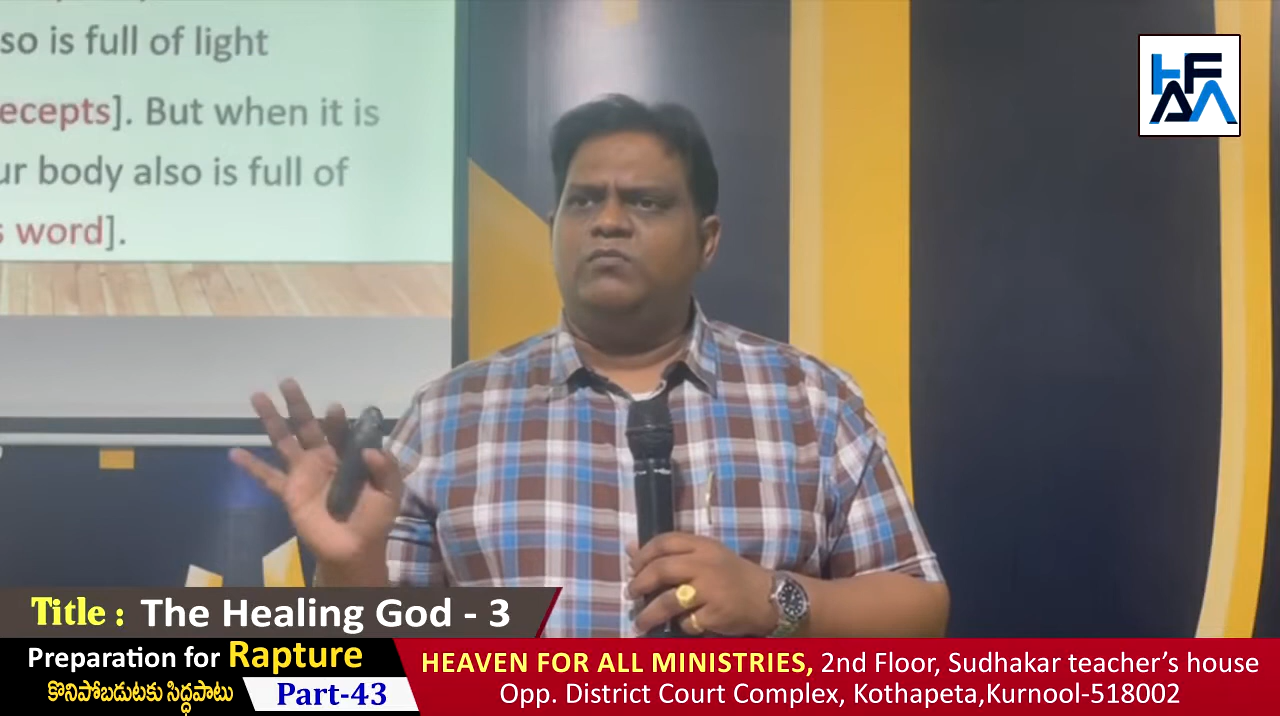 so is full of light
ecepts]. But when it is
ur body also is full of
s word].
HFAM
Title : The Healing God - 3
Preparation for Rapture
కొనిపోబడుటకు సిద్ధపాటు
Part-43
HEAVEN FOR ALL MINISTRIES, 2nd Floor, Sudhakar teacher's house
Opp. District Court Complex, Kothapeta,Kurnool-518002